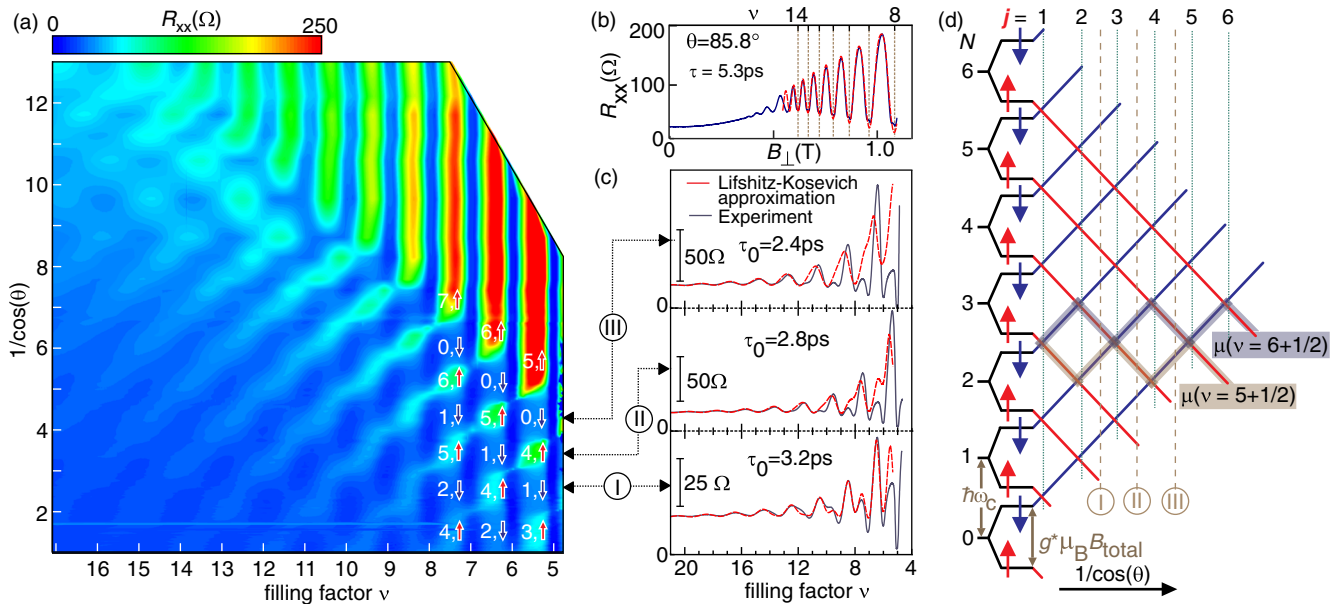 (a)
R_xx(Ω)
0 250
1/cos(θ)
12
10
8
6
4
2
7,↑
6,↑
0,↓
5,↑
6,↑
0,↓
1,↓
5,↑
0,↓
5,↑
1,↓
4,↑
2,↓
4,↑
1,↓
4,↑
2,↓
3,↑
16 15 14 13 12 11 10 9 8 7 6 5
filling factor ν
III
II
I
(b)
ν 14 8
R_xx(Ω)
200
100
0
θ=85.8°
τ = 5.3ps
0 B⊥(T) 1.0
(c)
Lifshitz-Kosevich
approximation
Experiment
50Ω
τ₀=2.4ps
0
50Ω
τ₀=2.8ps
0
25 Ω
τ₀=3.2ps
0
20 16 12 8 4
filling factor ν
(d)
j = 1 2 3 4 5 6
N
6
5
4
3
2
1
0
μ(ν = 6+1/2)
μ(ν = 5+1/2)
I II III
ħω_c
g*μ_B B_total
1/cos(θ)